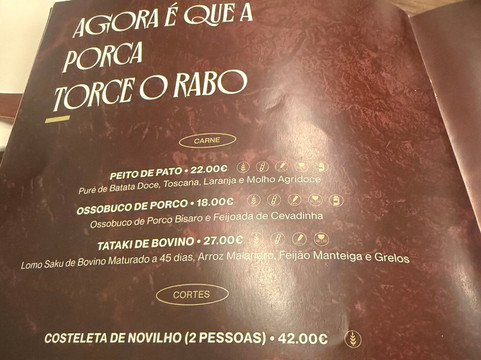 AGORA É QUE A
PORCA
TORCE O RABO
CARNE
PEITO DE PATO • 22.00€
Puré de Batata Doce, Toscana, Laranja e Molho Agridoce
OSSOBUCO DE PORCO • 18.00€
Ossobuco de Porco Bísaro e Feijoada de Cevadinha
TATAKI DE BOVINO • 27.00€
Lomo Saku de Bovino Maturado a 45 dias, Arroz Malandro, Feijão Manteiga e Grelos
CORTES
COSTELETA DE NOVILHO (2 PESSOAS) • 42.00€